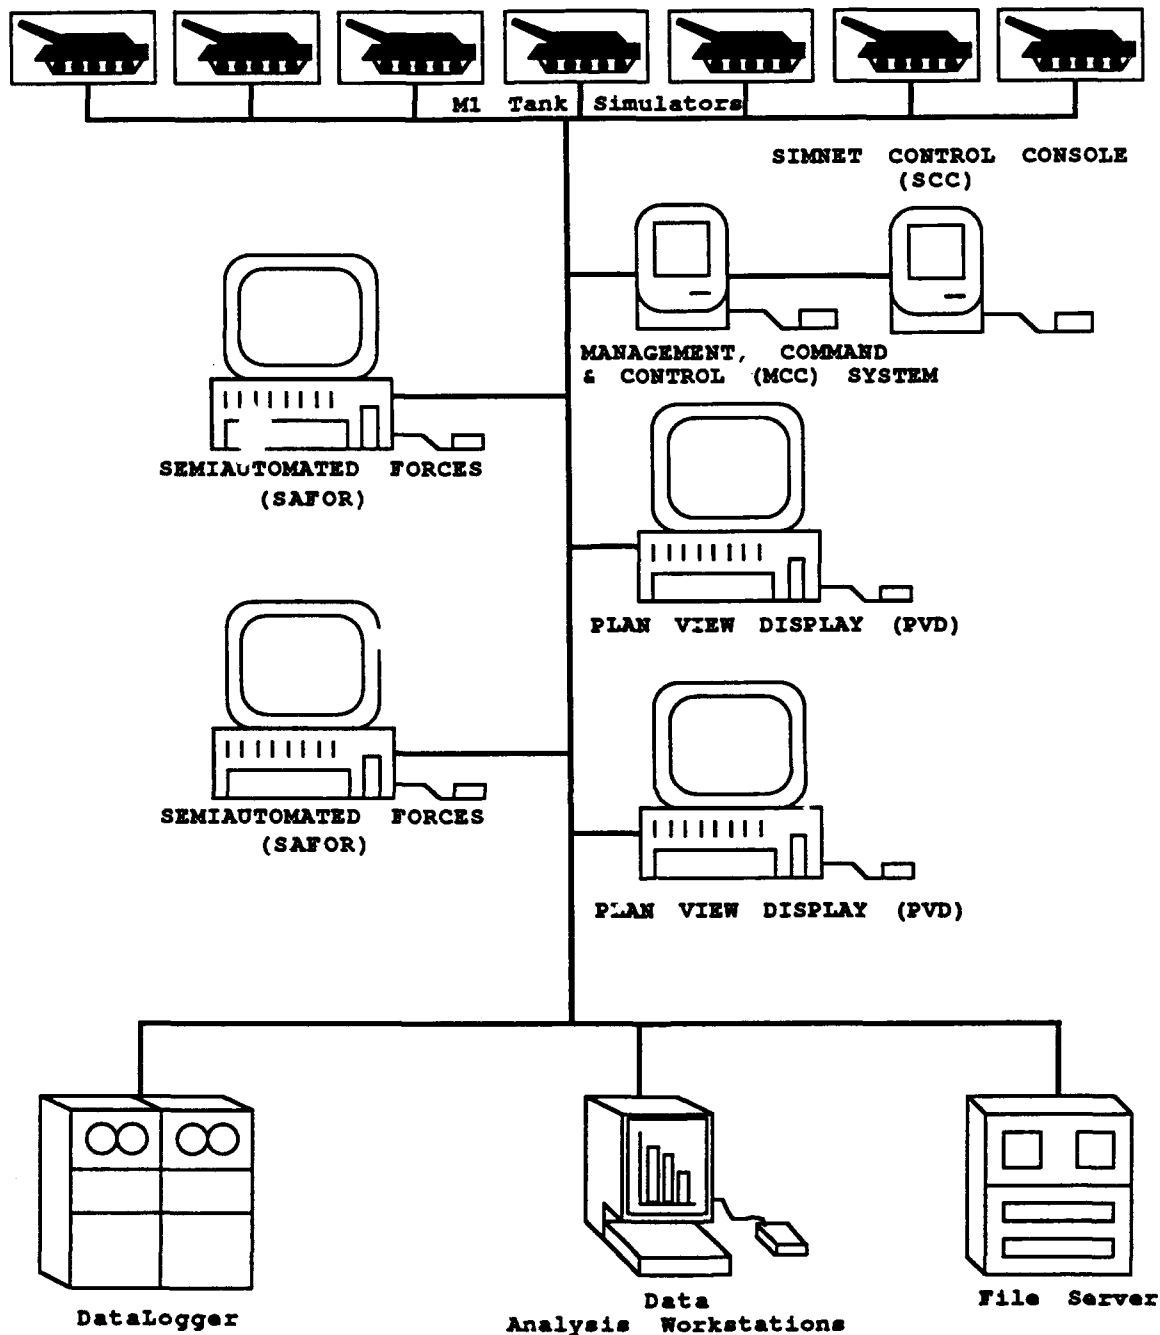 M1 Tank Simulators
SIMNET CONTROL CONSOLE
(SCC)
MANAGEMENT, COMMAND
& CONTROL (MCC) SYSTEM
SEMIAUTOMATED FORCES
(SAFOR)
PLAN VIEW DISPLAY (PVD)
SEMIAUTOMATED FORCES
(SAFOR)
PLAN VIEW DISPLAY (PVD)
DataLogger
Data
Analysis Workstations
File Server